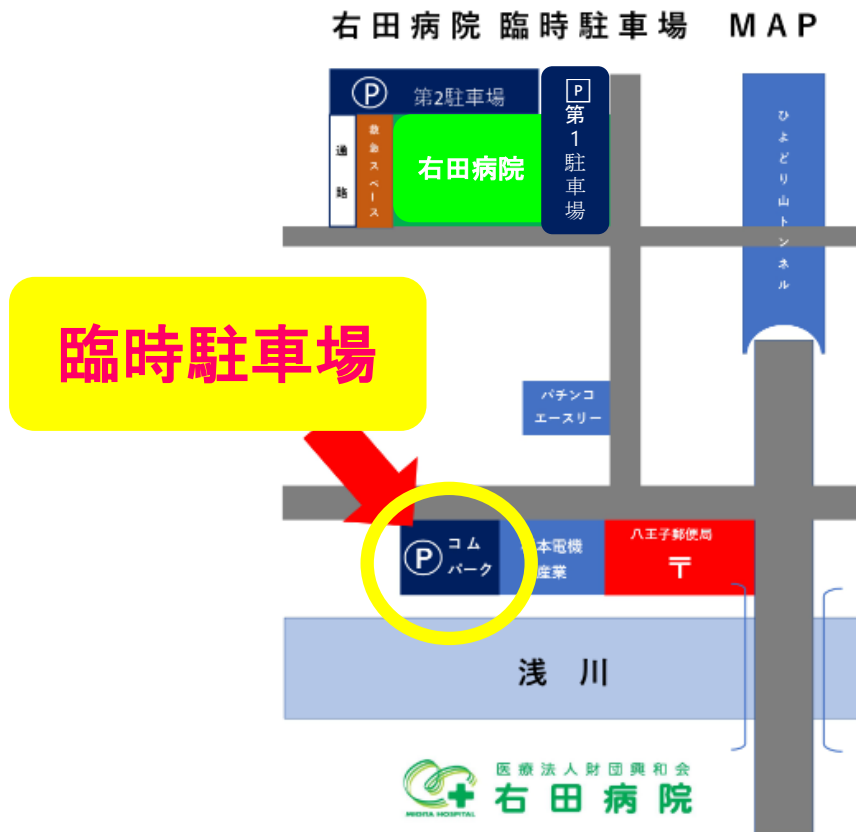 右田病院 臨時駐車場 MAP
P 第2駐車場
P 第1駐車場
通路
救急スペース
右田病院
ひよどり山トンネル
臨時駐車場
パチンコ
エースリー
P コム
パーク
本電機
産業
八王子郵便局
〒
浅川
医療法人財団興和会
右田病院
MIGITA HOSPITAL